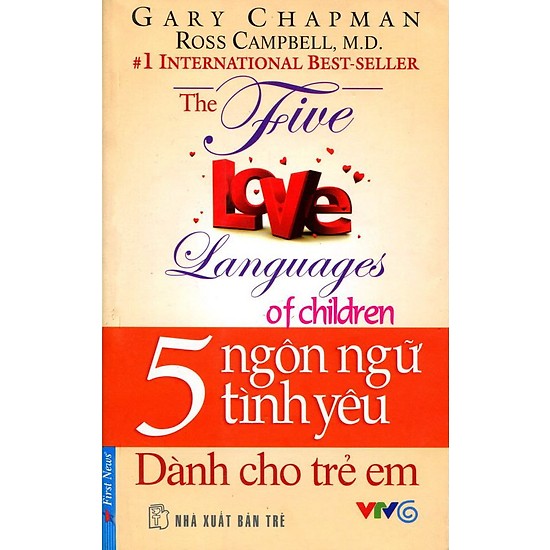 GARY CHAPMAN
ROSS CAMPBELL, M.D.
#1 INTERNATIONAL BEST-SELLER
The Five
LOVE
Languages
of children
5 ngôn ngữ
tình yêu
Dành cho trẻ em
First News
NHÀ XUẤT BẢN TRẺ
VTV6